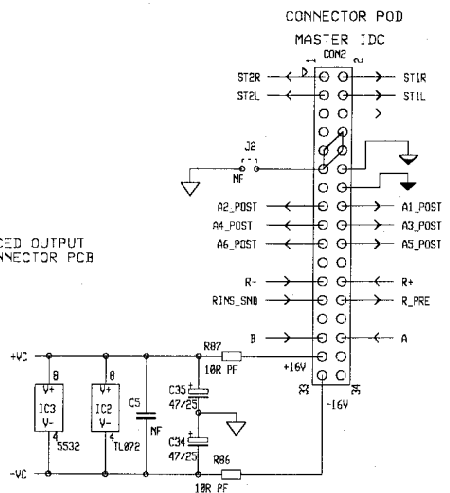 CONNECTOR POD
MASTER IDC
CON2
1 2
ST2R ST1R
ST2L ST1L
J2
NF
A2_POST A1_POST
A4_POST A3_POST
A6_POST A5_POST
CED OUTPUT
NNECTOR PCB
R- R+
RINS_SND R_PRE
B A
R87
+VC +16V
10R PF
8 8
V+ V+
IC3 IC2
V- V-
4 4
5532 TL072
C5
NF
C35
47/25
C34
47/25
33 34
-16V
-VC R86
10R PF